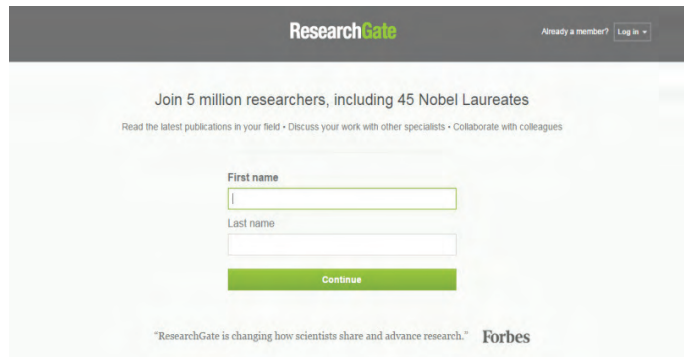 ResearchGate
Already a member? Log in
Join 5 million researchers, including 45 Nobel Laureates
Read the latest publications in your field • Discuss your work with other specialists • Collaborate with colleagues
First name
Last name
Continue
"ResearchGate is changing how scientists share and advance research." Forbes